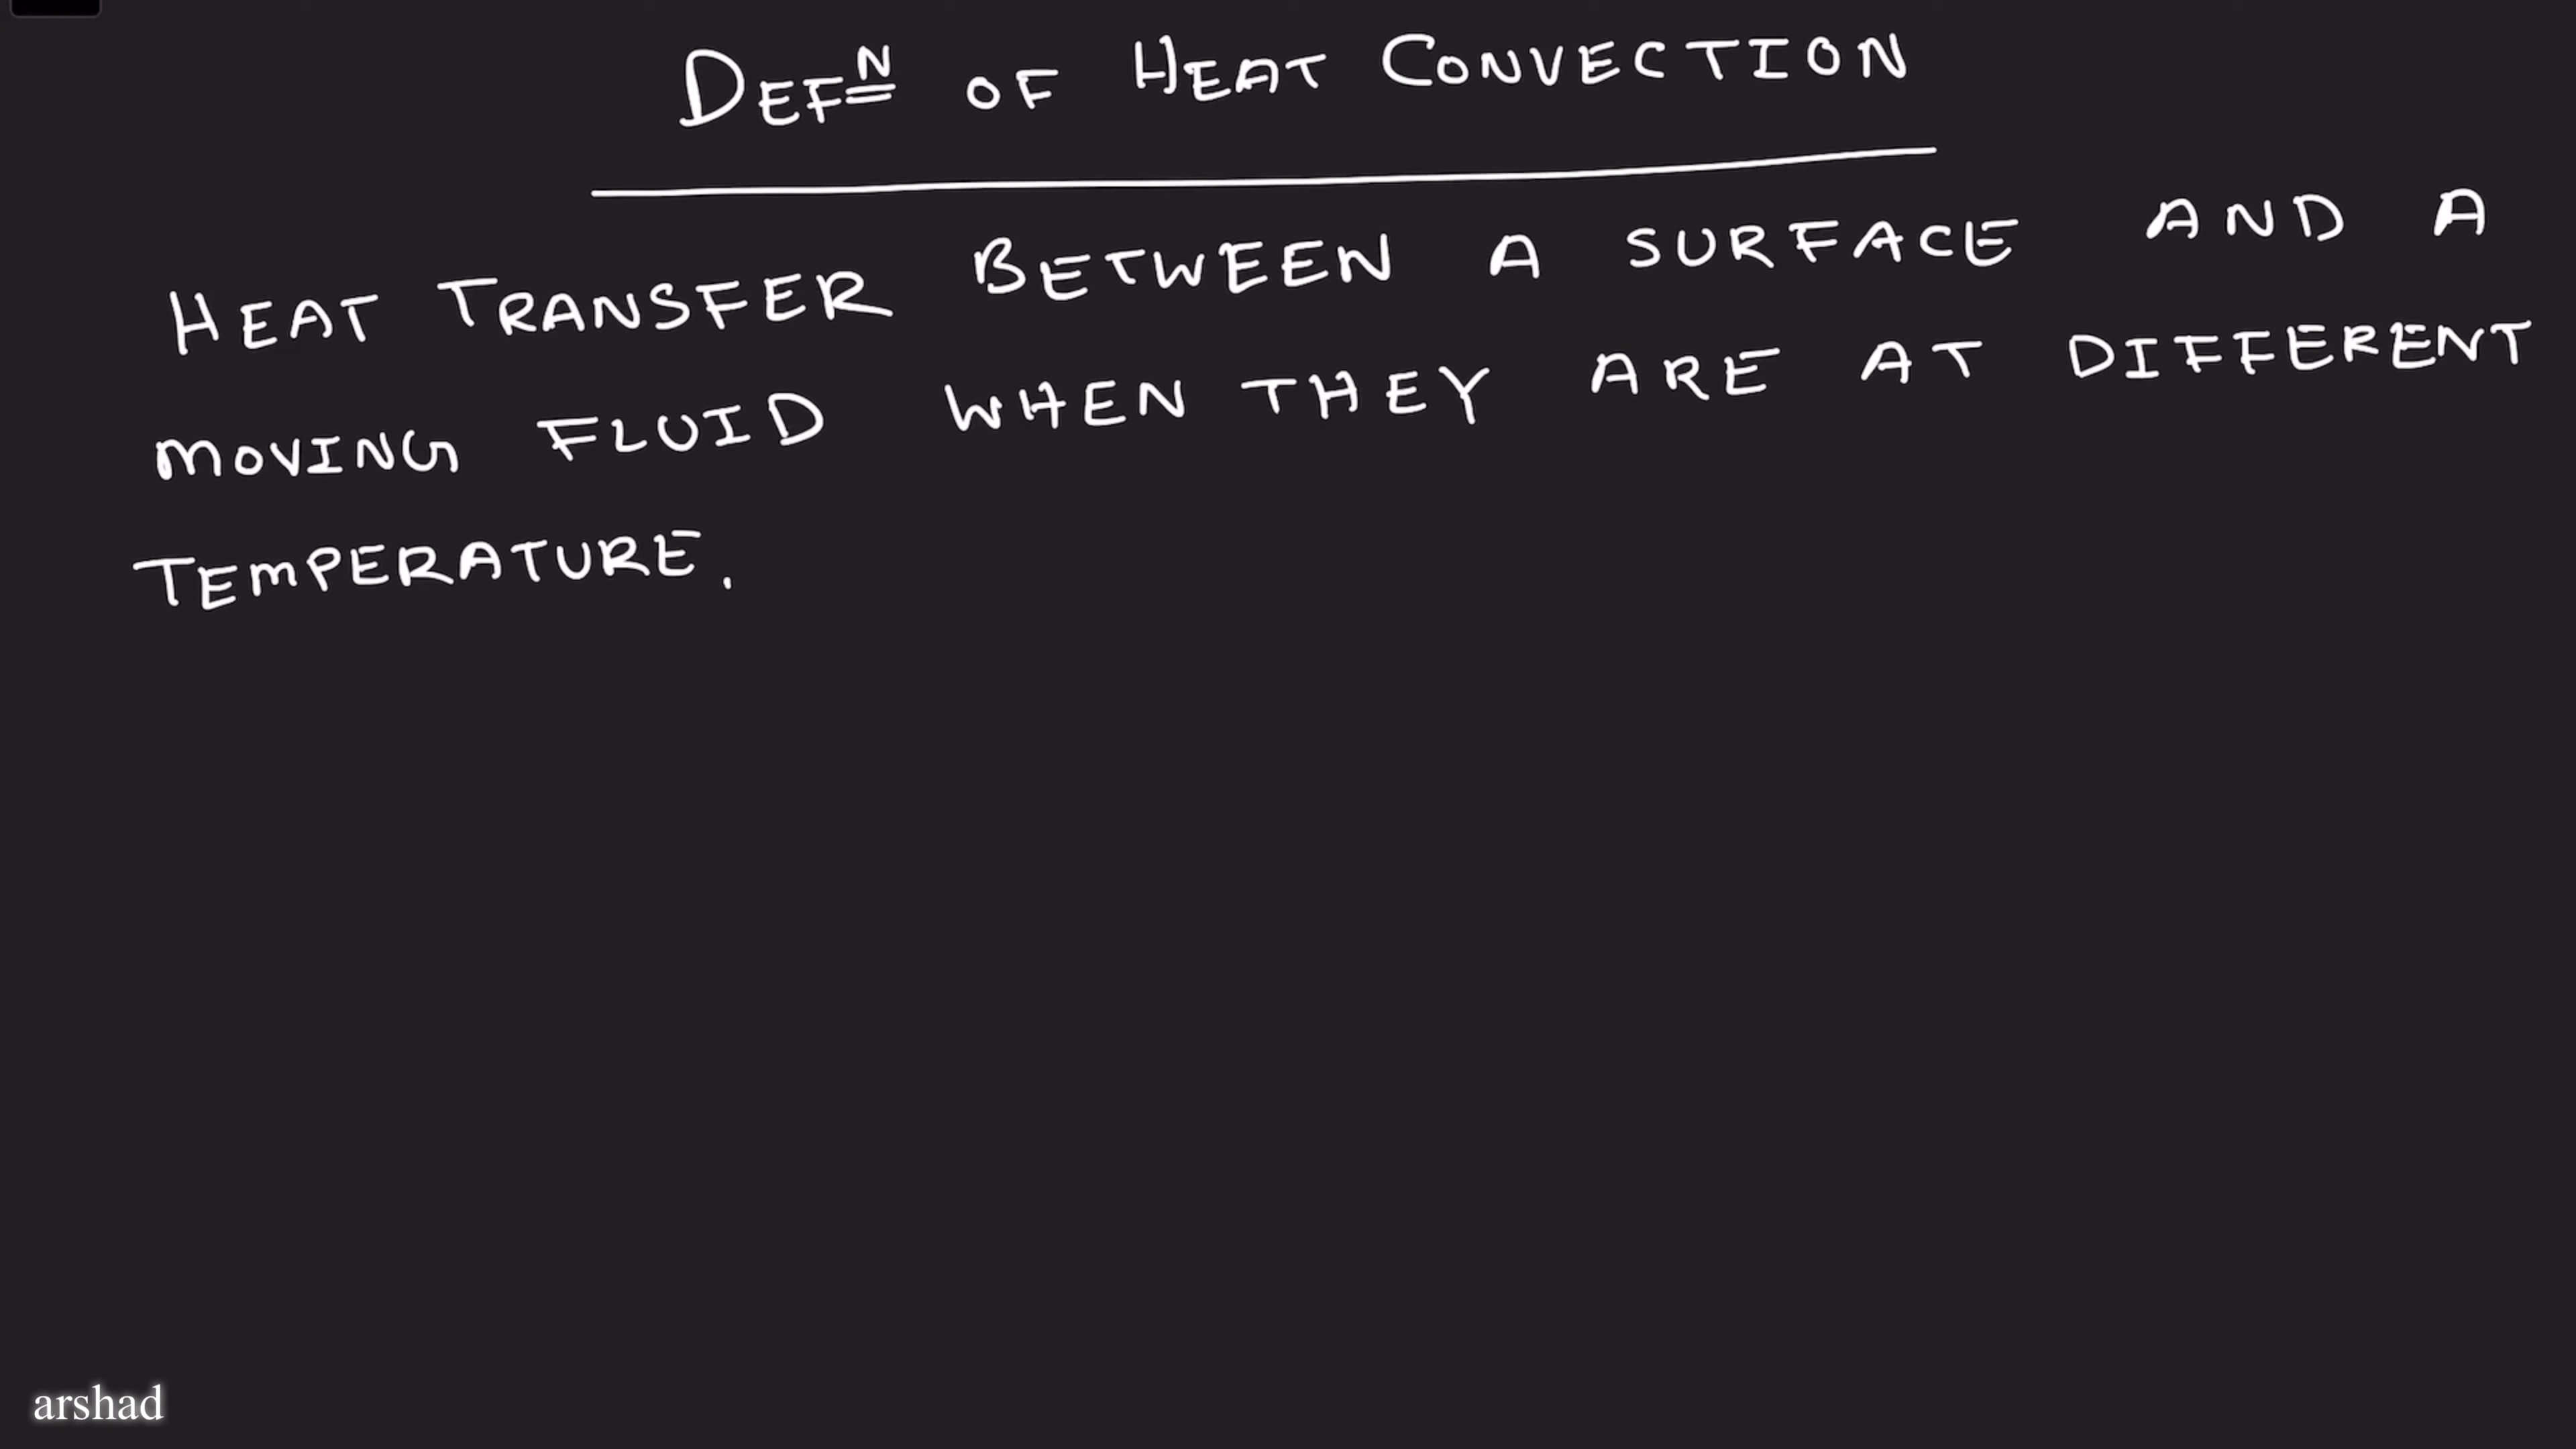 DEFᴺ OF HEAT CONVECTION
HEAT TRANSFER BETWEEN A SURFACE AND A
MOVING FLUID WHEN THEY ARE AT DIFFERENT
TEMPERATURE.
arshad